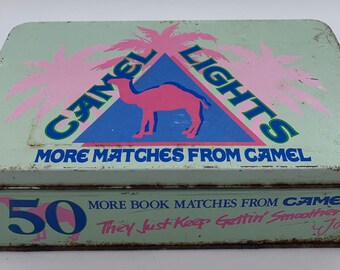 CAMEL LIGHTS
MORE MATCHES FROM CAMEL
50 MORE BOOK MATCHES FROM CAMEL
They Just Keep Gettin' Smoother